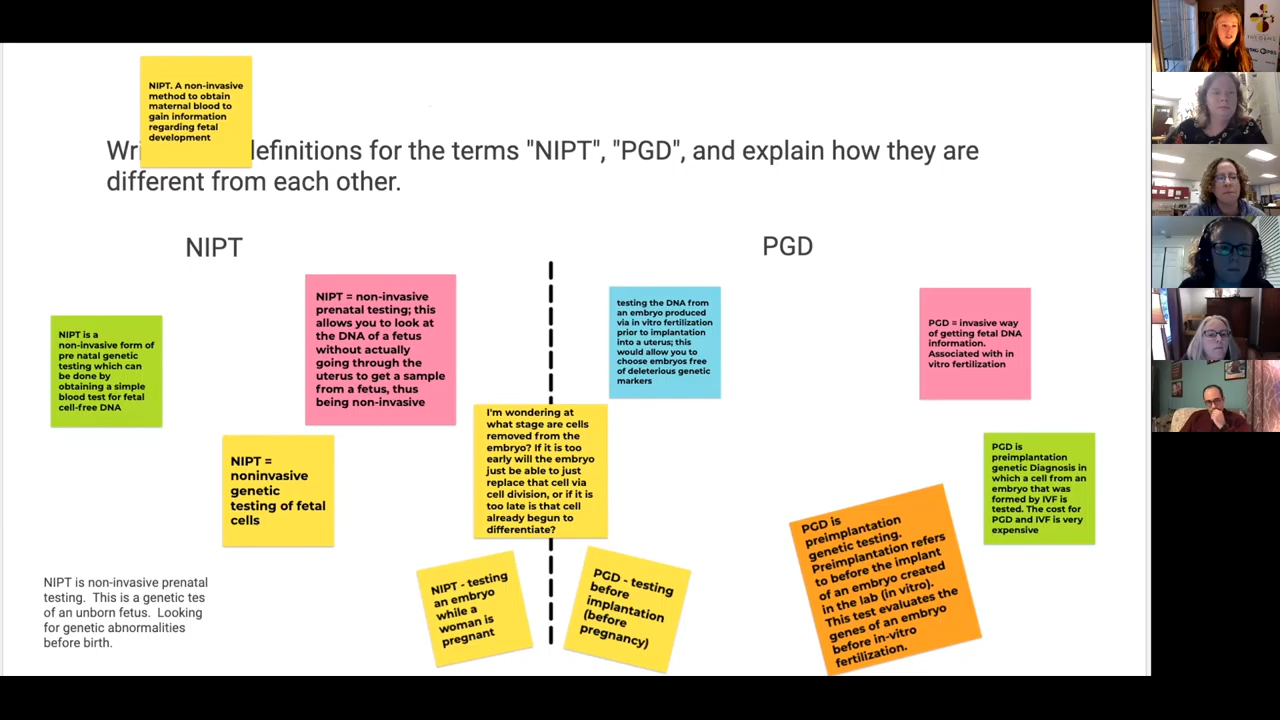 NIPT. A non-invasive
method to obtain
maternal blood to
gain information
regarding fetal
development
Wri
efinitions for the terms "NIPT", "PGD", and explain how they are
different from each other.
NIPT
PGD
NIPT is a
non-invasive form of
pre natal genetic
testing which can
be done by
obtaining a simple
blood test for fetal
cell-free DNA
NIPT = non-invasive
prenatal testing; this
allows you to look at
the DNA of a fetus
without actually
going through the
uterus to get a sample
from a fetus, thus
being non-invasive
NIPT =
noninvasive
genetic
testing of fetal
cells
NIPT is non-invasive prenatal
testing. This is a genetic tes
of an unborn fetus. Looking
for genetic abnormalities
before birth.
I'm wondering at
what stage are cells
removed from the
embryo? If it is too
early will the embryo
just be able to just
replace that cell via
cell division, or if it is
too late is that cell
already begun to
differentiate?
NIPT - testing
an embryo
while a
woman is
pregnant
testing the DNA from
an embryo produced
via in vitro fertilization
prior to implantation
into a uterus; this
would allow you to
choose embryos free
of deleterious genetic
markers
PGD - testing
before
implantation
(before
pregnancy)
PGD = invasive way
of getting fetal DNA
information.
Associated with in
vitro fertilization
PGD is
preimplantation
genetic Diagnosis in
which a cell from an
embryo that was
formed by IVF is
tested. The cost for
PGD and IVF is very
expensive
PGD is
preimplantation
genetic testing.
Preimplantation refers
to before the implant
of an embryo created
in the lab (in vitro).
This test evaluates the
genes of an embryo
before in-vitro
fertilization.
PBS